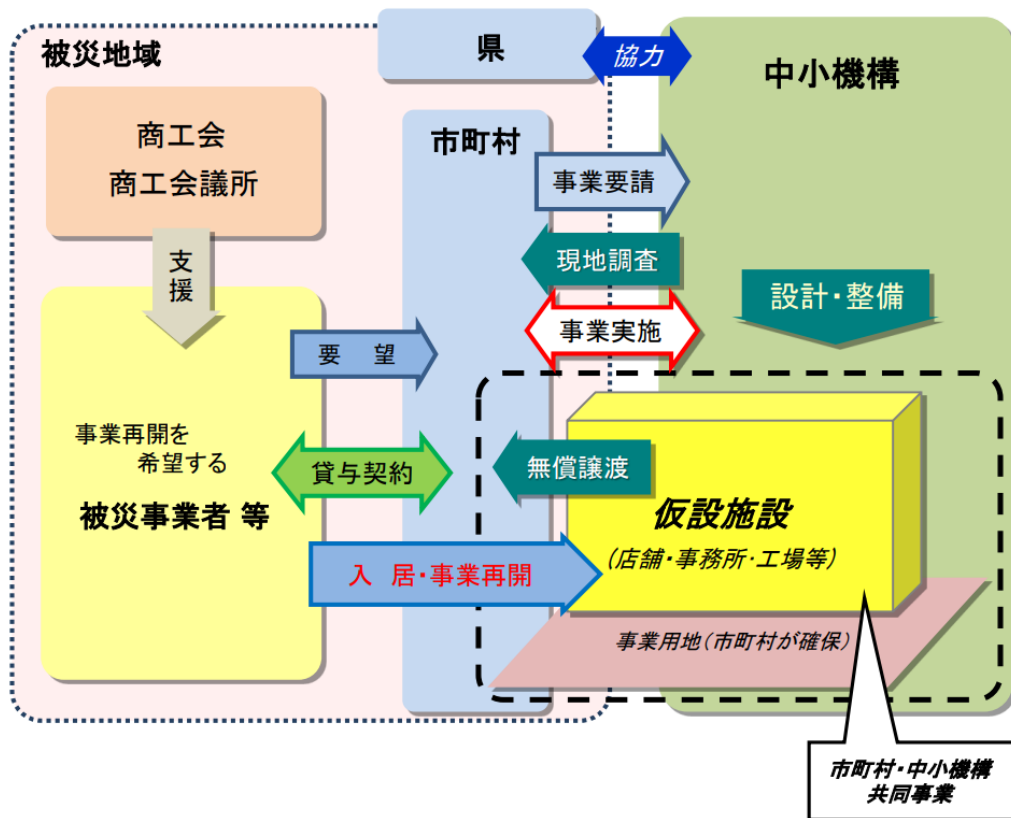 被災地域
県
協力
中小機構
商工会
商工会議所
市町村
事業要請
現地調査
支援
設計・整備
事業実施
要 望
事業再開を
希望する
被災事業者 等
貸与契約
無償譲渡
仮設施設
(店舗・事務所・工場等)
入 居・事業再開
事業用地(市町村が確保)
市町村・中小機構
共同事業